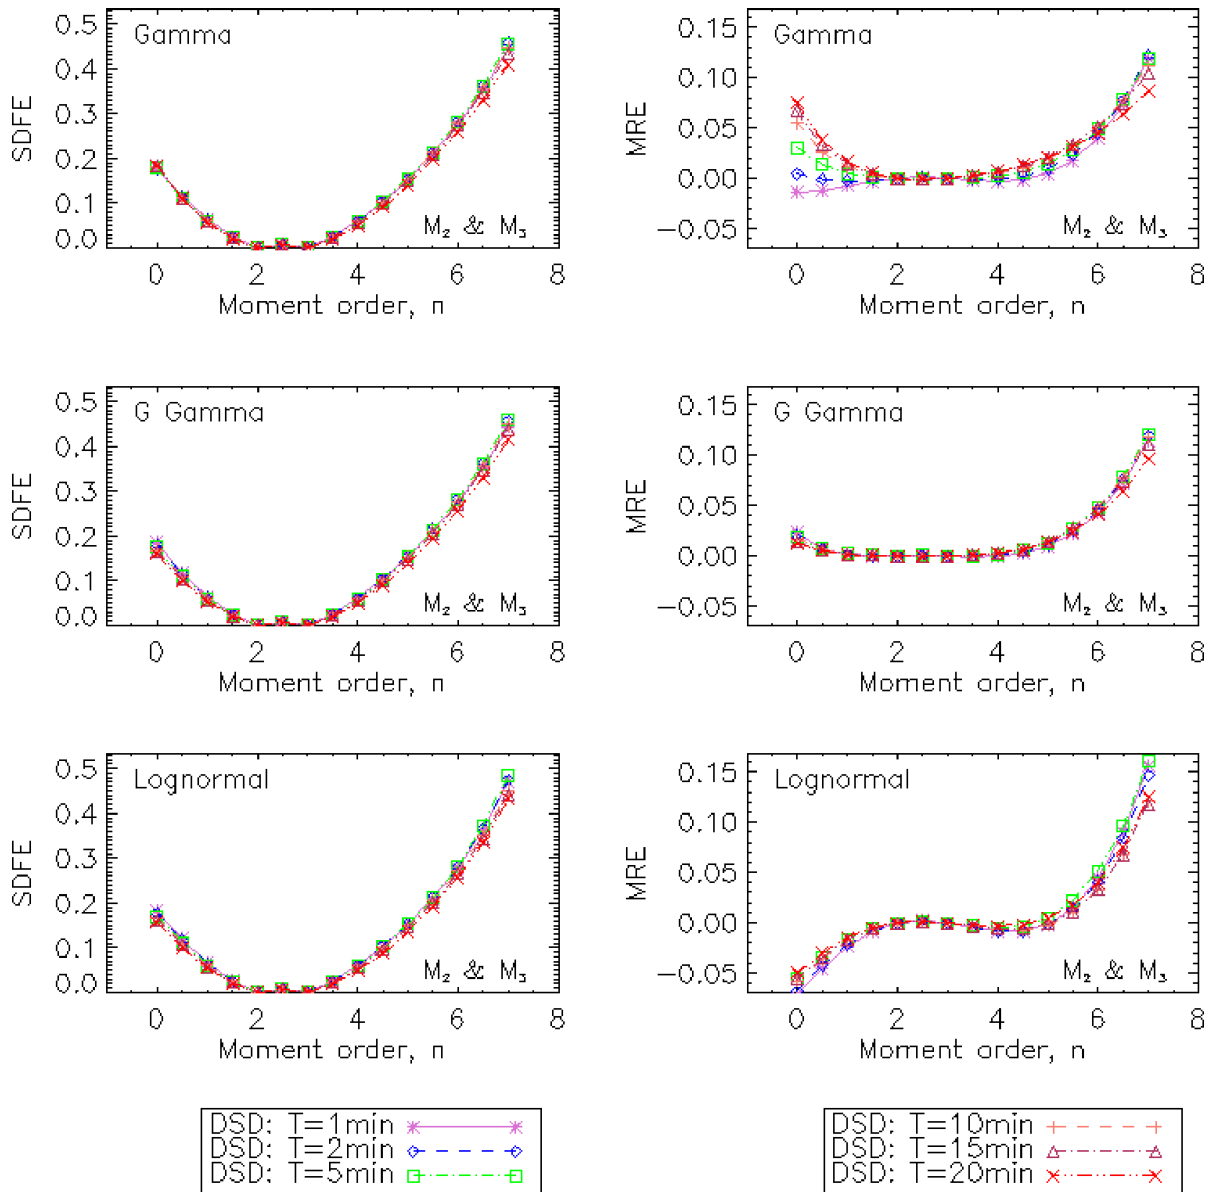 Gamma
SDFE
0.5
0.4
0.3
0.2
0.1
0.0
M₂ & M₃
0 2 4 6 8
Moment order, n
Gamma
MRE
0.15
0.10
0.05
0.00
−0.05
M₂ & M₃
0 2 4 6 8
Moment order, n
G Gamma
SDFE
0.5
0.4
0.3
0.2
0.1
0.0
M₂ & M₃
0 2 4 6 8
Moment order, n
G Gamma
MRE
0.15
0.10
0.05
0.00
−0.05
M₂ & M₃
0 2 4 6 8
Moment order, n
Lognormal
SDFE
0.5
0.4
0.3
0.2
0.1
0.0
M₂ & M₃
0 2 4 6 8
Moment order, n
Lognormal
MRE
0.15
0.10
0.05
0.00
−0.05
M₂ & M₃
0 2 4 6 8
Moment order, n
DSD: T=1min
DSD: T=2min
DSD: T=5min
DSD: T=10min
DSD: T=15min
DSD: T=20min